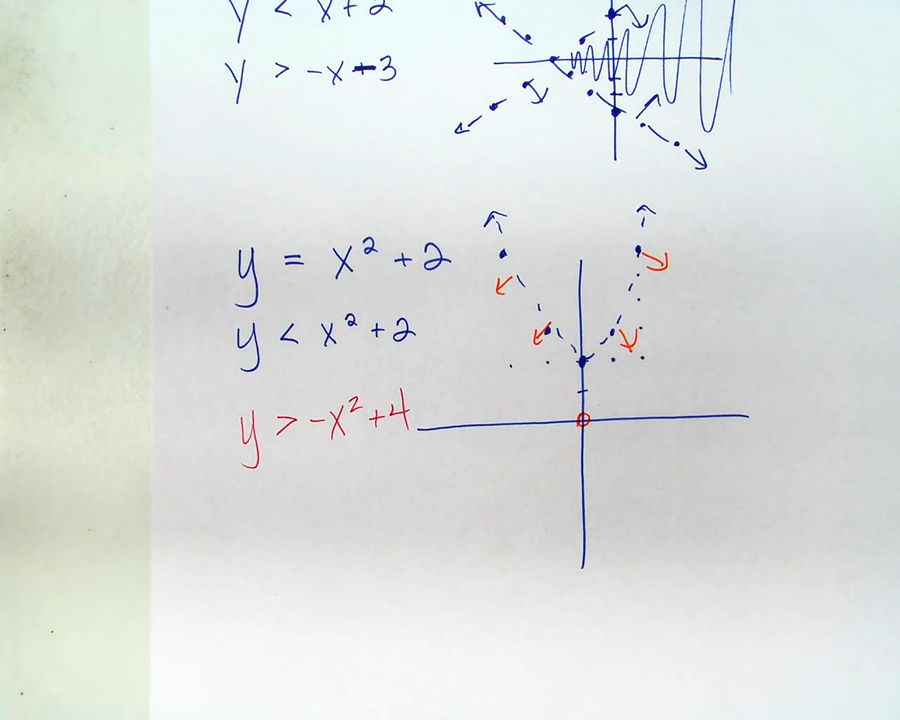 y < x+2
y > -x-3
y = x² + 2
y < x² + 2
y > -x² + 4